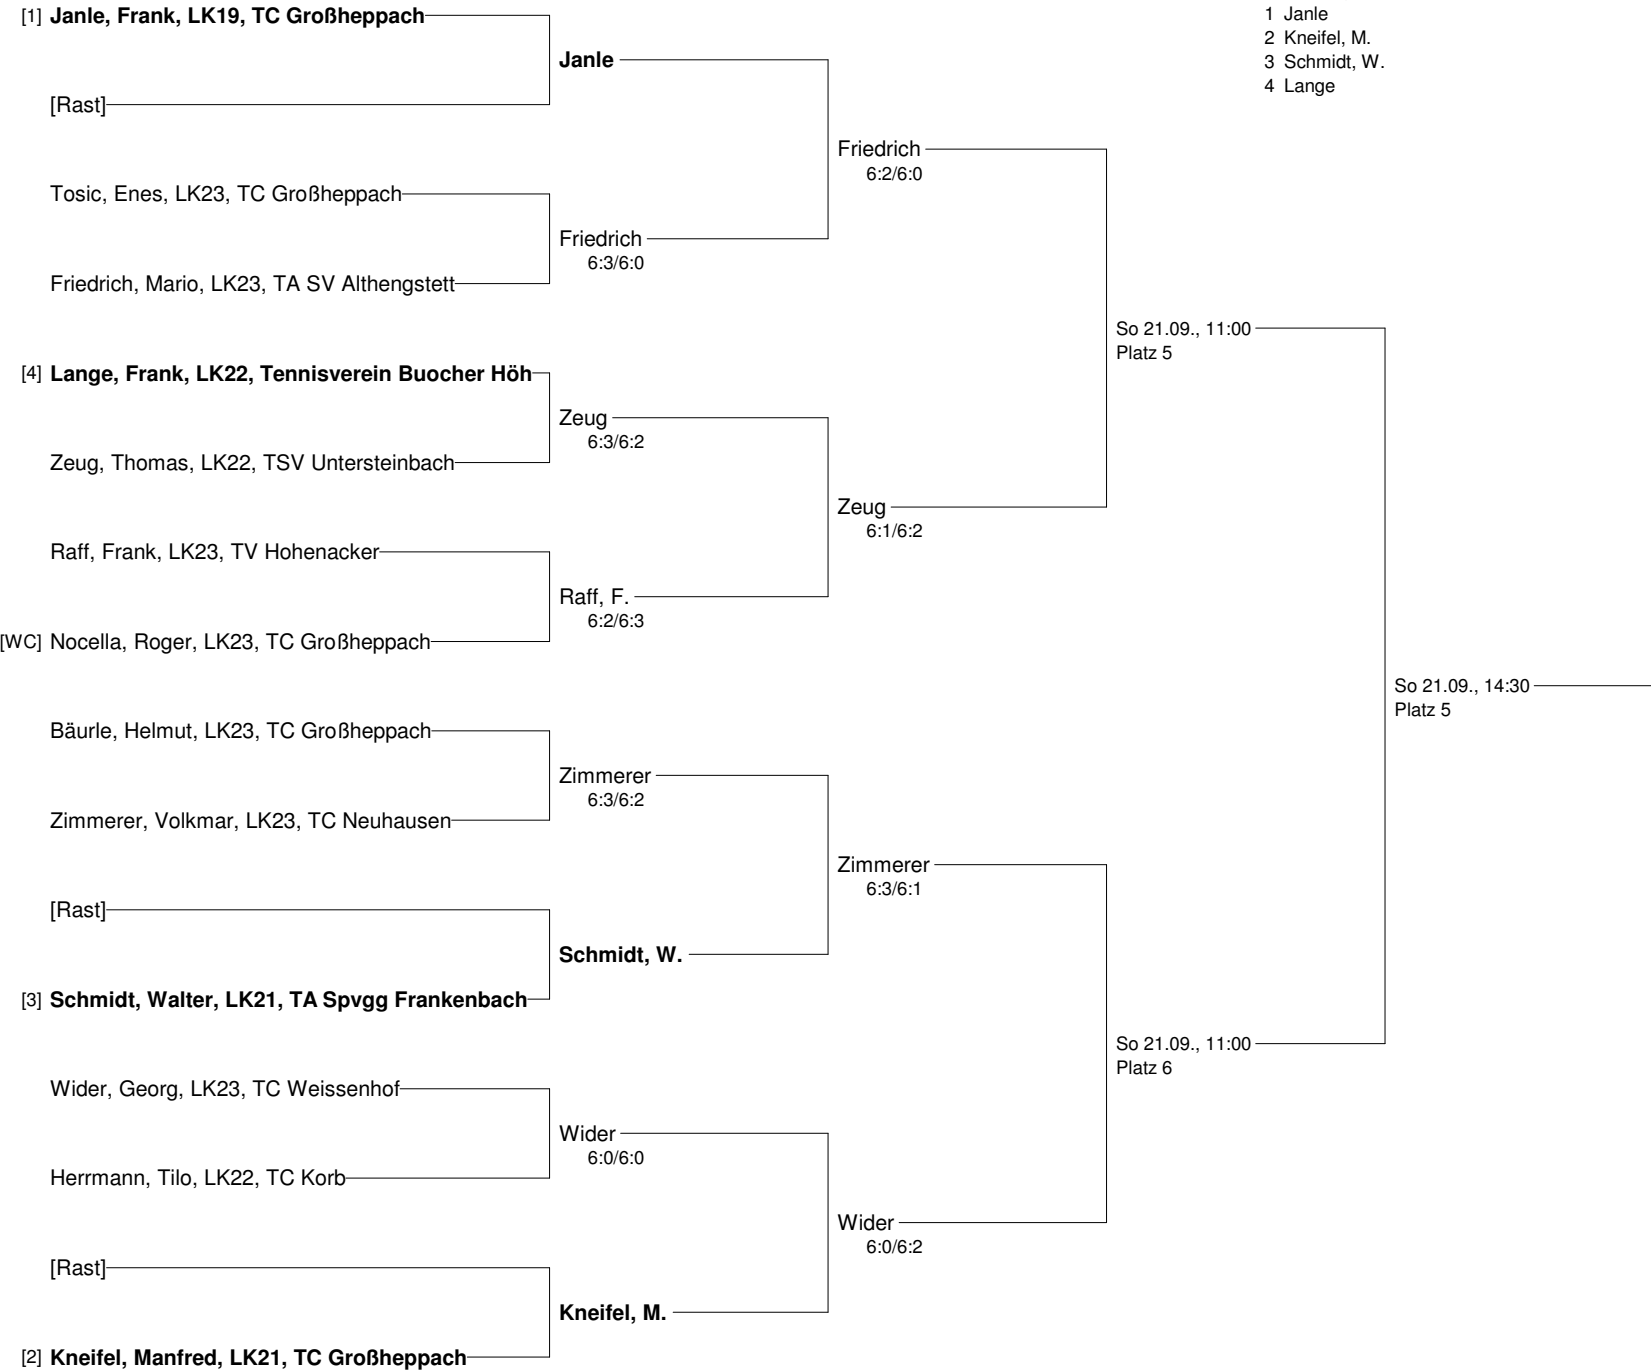 [1] Janle, Frank, LK19, TC Großheppach
[Rast]
Tosic, Enes, LK23, TC Großheppach
Friedrich, Mario, LK23, TA SV Althengstett
[4] Lange, Frank, LK22, Tennisverein Buocher Höh
Zeug, Thomas, LK22, TSV Untersteinbach
Raff, Frank, LK23, TV Hohenacker
[WC] Nocella, Roger, LK23, TC Großheppach
Bäurle, Helmut, LK23, TC Großheppach
Zimmerer, Volkmar, LK23, TC Neuhausen
[Rast]
[3] Schmidt, Walter, LK21, TA Spvgg Frankenbach
Wider, Georg, LK23, TC Weissenhof
Herrmann, Tilo, LK22, TC Korb
[Rast]
[2] Kneifel, Manfred, LK21, TC Großheppach
Janle
Friedrich
6:3/6:0
Zeug
6:3/6:2
Raff, F.
6:2/6:3
Zimmerer
6:3/6:2
Schmidt, W.
Wider
6:0/6:0
Kneifel, M.
Friedrich
6:2/6:0
Zeug
6:1/6:2
Zimmerer
6:3/6:1
Wider
6:0/6:2
So 21.09., 11:00
Platz 5
So 21.09., 11:00
Platz 6
So 21.09., 14:30
Platz 5
1 Janle
2 Kneifel, M.
3 Schmidt, W.
4 Lange